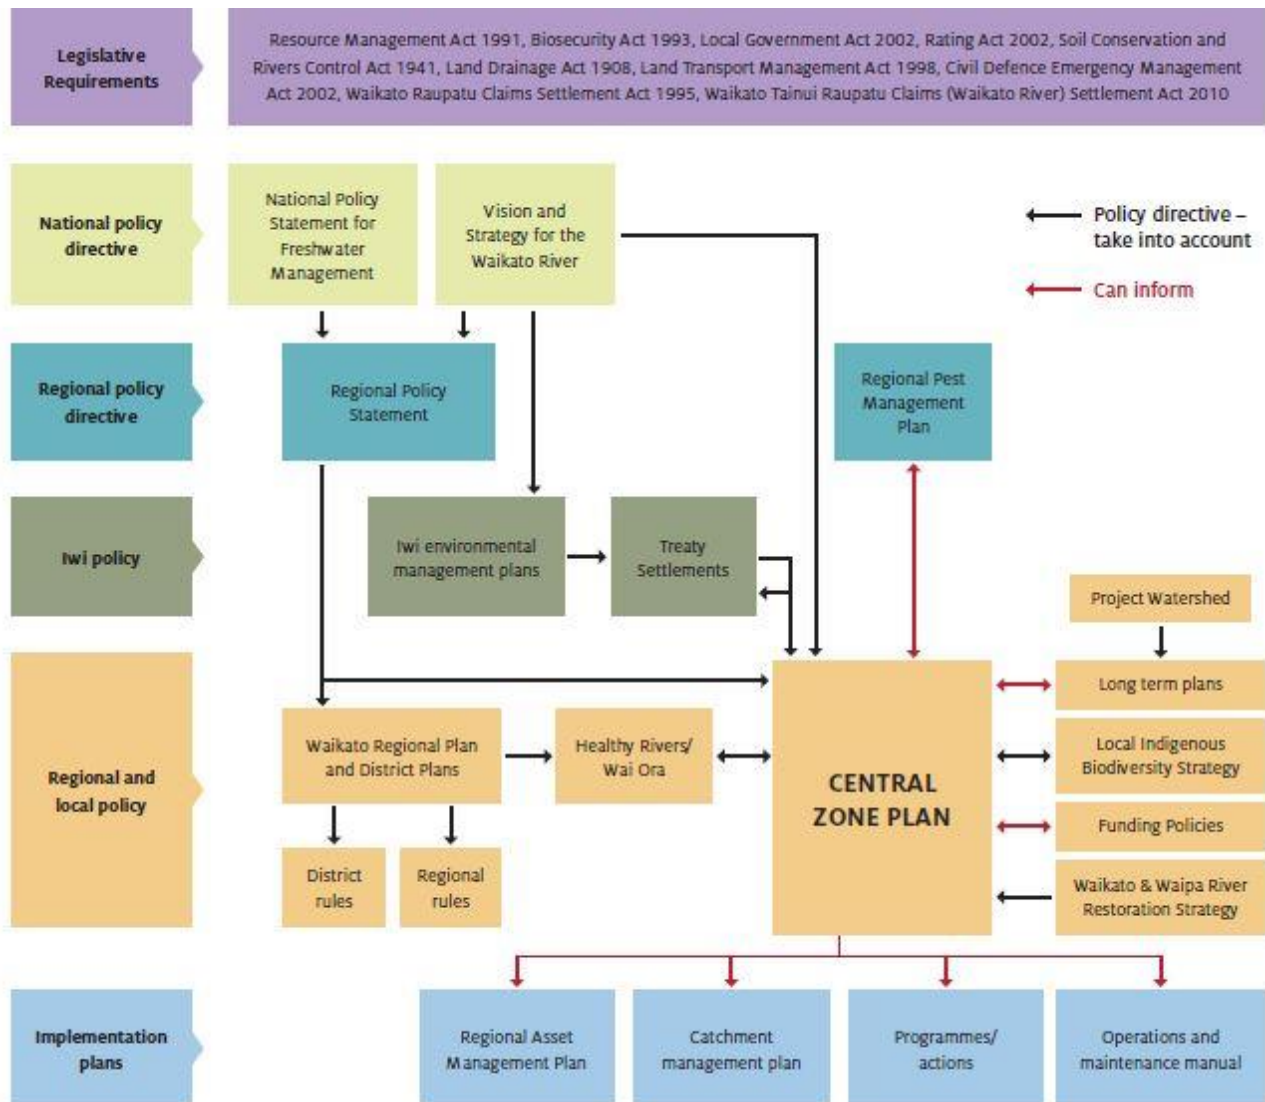 Legislative
Requirements
Resource Management Act 1991, Biosecurity Act 1993, Local Government Act 2002, Rating Act 2002, Soil Conservation and
Rivers Control Act 1941, Land Drainage Act 1908, Land Transport Management Act 1998, Civil Defence Emergency Management
Act 2002, Waikato Raupatu Claims Settlement Act 1995, Waikato Tainui Raupatu Claims (Waikato River) Settlement Act 2010
National policy
directive
National Policy
Statement for
Freshwater
Management
Vision and
Strategy for the
Waikato River
Policy directive –
take into account
Can inform
Regional policy
directive
Regional Policy
Statement
Regional Pest
Management
Plan
Iwi policy
Iwi environmental
management plans
Treaty
Settlements
Project Watershed
Regional and
local policy
Waikato Regional Plan
and District Plans
Healthy Rivers/
Wai Ora
District
rules
Regional
rules
CENTRAL
ZONE PLAN
Long term plans
Local Indigenous
Biodiversity Strategy
Funding Policies
Waikato & Waipa River
Restoration Strategy
Implementation
plans
Regional Asset
Management Plan
Catchment
management plan
Programmes/
actions
Operations and
maintenance manual